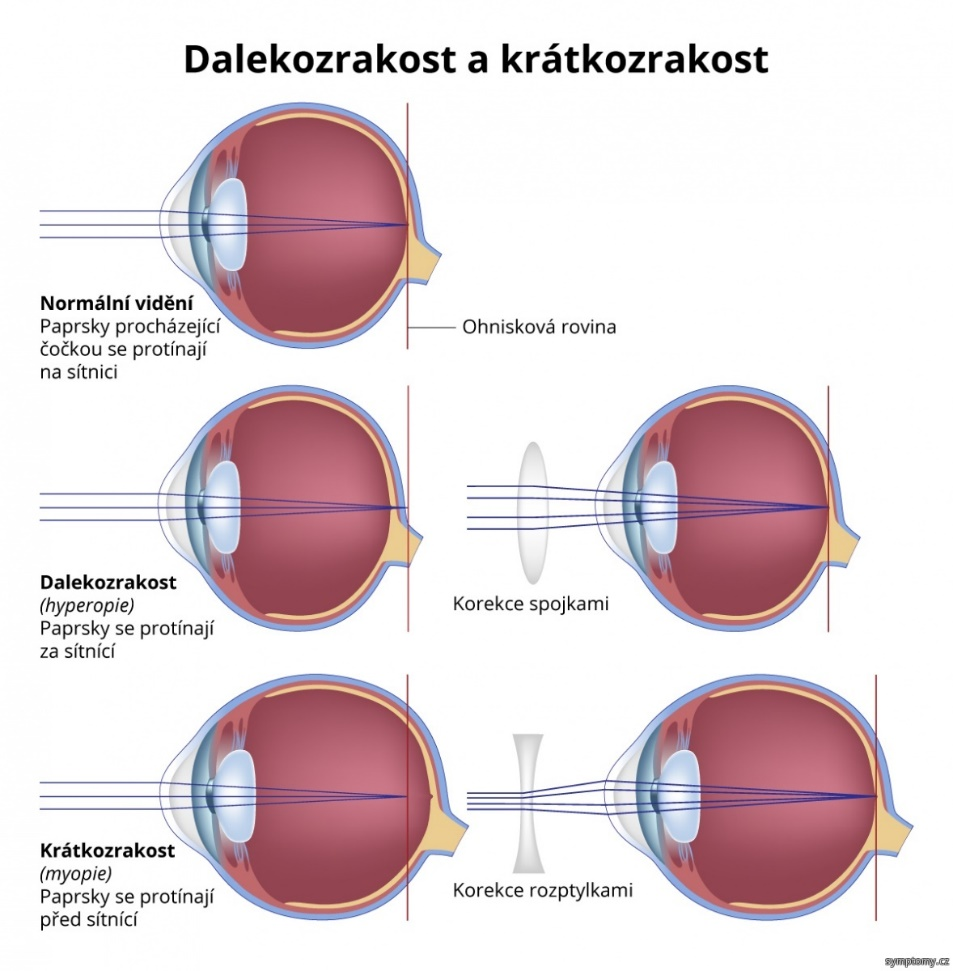 Dalekozrakost a krátkozrakost
Normální vidění
Paprsky procházející
čočkou se protínají
na sítnici
Ohnisková rovina
Dalekozrakost
(hyperopie)
Paprsky se protínají
za sítnící
Korekce spojkami
Krátkozrakost
(myopie)
Paprsky se protínají
před sítnící
Korekce rozptylkami
symptomy.cz